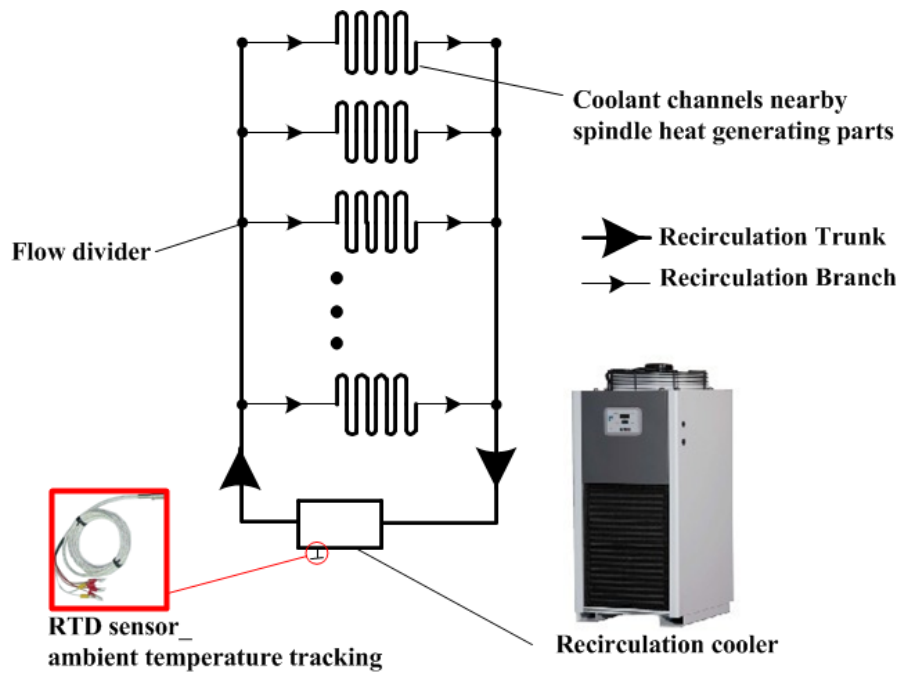 Coolant channels nearby
spindle heat generating parts
Flow divider
Recirculation Trunk
Recirculation Branch
RTD sensor_
ambient temperature tracking
Recirculation cooler